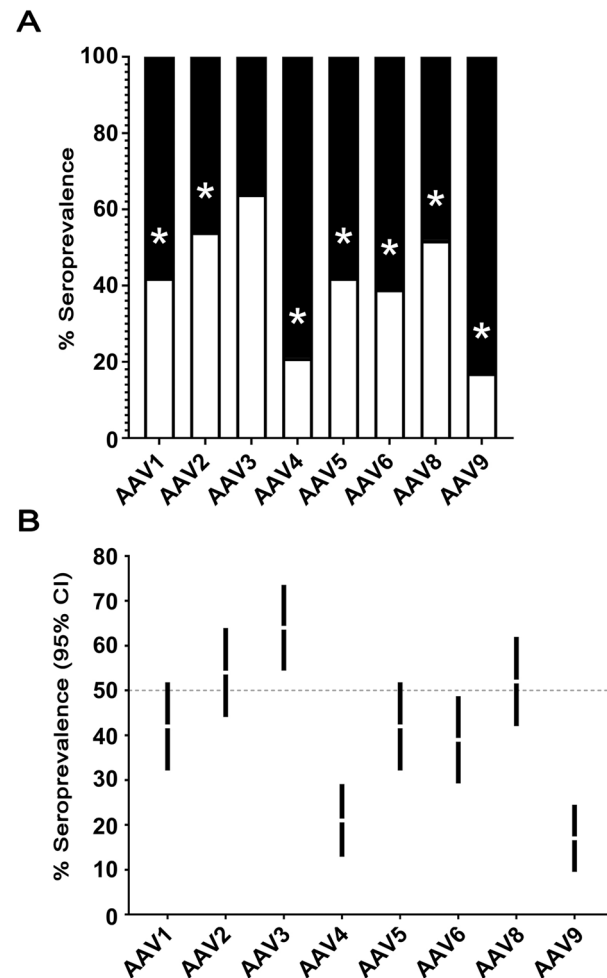 A
% Seroprevalence
100
80
60
40
20
0
* * * * * * *
AAV1 AAV2 AAV3 AAV4 AAV5 AAV6 AAV8 AAV9
B
% Seroprevalence (95% CI)
80
70
60
50
40
30
20
10
0
AAV1 AAV2 AAV3 AAV4 AAV5 AAV6 AAV8 AAV9